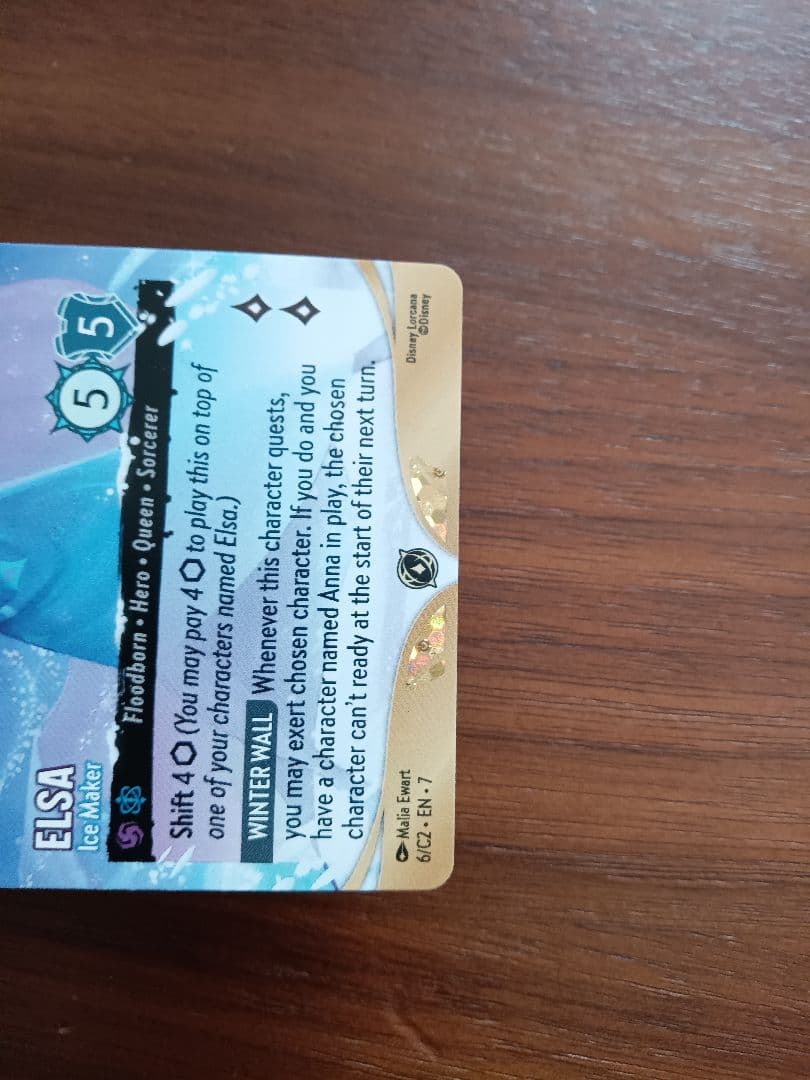 ELSA
Ice Maker
5 5
Floodborn • Hero • Queen • Sorcerer
Shift 4 ⬡ (You may pay 4 ⬡ to play this on top of
one of your characters named Elsa.)
WINTER WALL Whenever this character quests,
you may exert chosen character. If you do and you
have a character named Anna in play, the chosen
character can't ready at the start of their next turn.
Malia Ewart
6/C2 • EN • 7
Disney Lorcana
©Disney